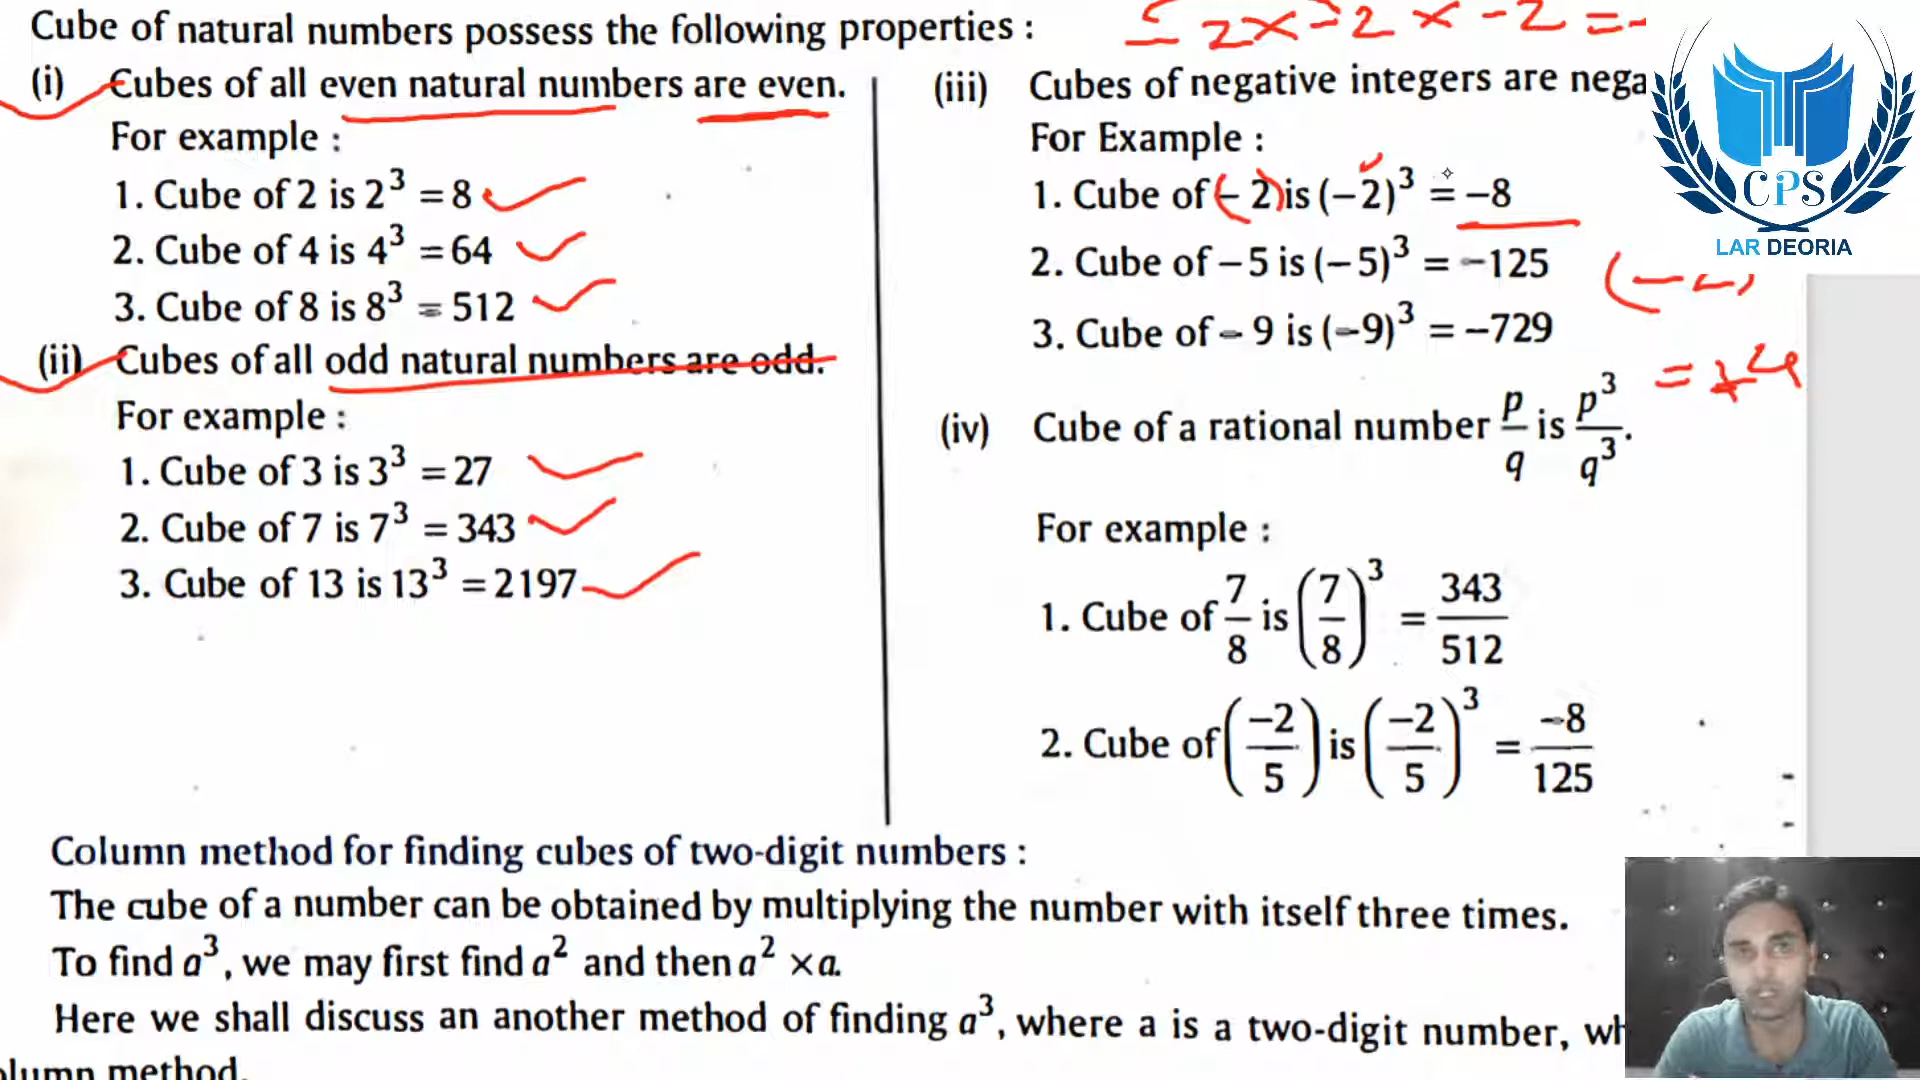 Cube of natural numbers possess the following properties :
(i) Cubes of all even natural numbers are even.
For example :
1. Cube of 2 is 2³ = 8
2. Cube of 4 is 4³ = 64
3. Cube of 8 is 8³ = 512
(ii) Cubes of all odd natural numbers are odd.
For example :
1. Cube of 3 is 3³ = 27
2. Cube of 7 is 7³ = 343
3. Cube of 13 is 13³ = 2197
2 × -2 × -2 = -
(iii) Cubes of negative integers are nega
For Example :
1. Cube of (- 2) is (-2)³ = -8
2. Cube of -5 is (-5)³ = -125
3. Cube of - 9 is (-9)³ = -729
= +4
(iv) Cube of a rational number p/q is p³/q³.
For example :
1. Cube of 7/8 is (7/8)³ = 343/512
2. Cube of (-2/5) is (-2/5)³ = -8/125
CPS
LAR DEORIA
Column method for finding cubes of two-digit numbers :
The cube of a number can be obtained by multiplying the number with itself three times.
To find a³, we may first find a² and then a² × a.
Here we shall discuss an another method of finding a³, where a is a two-digit number, wh
olumn method.